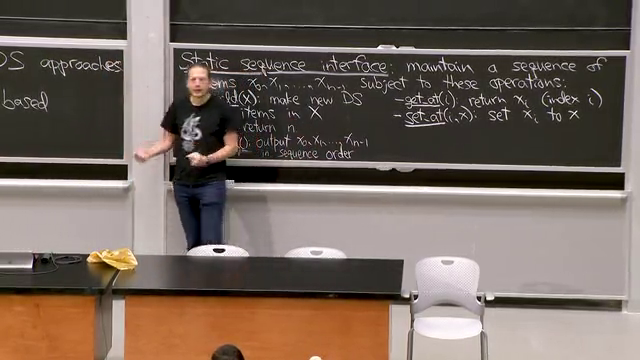 DS approaches
based
Static sequence interface: maintain a sequence of
items x₀, x₁, ..., xₙ₋₁ subject to these operations:
ild(X): make new DS
items in X
return n
(): output x₀, x₁, ..., xₙ₋₁
in sequence order
- get_at(i): return xᵢ (index i)
- set_at(i,x): set xᵢ to x